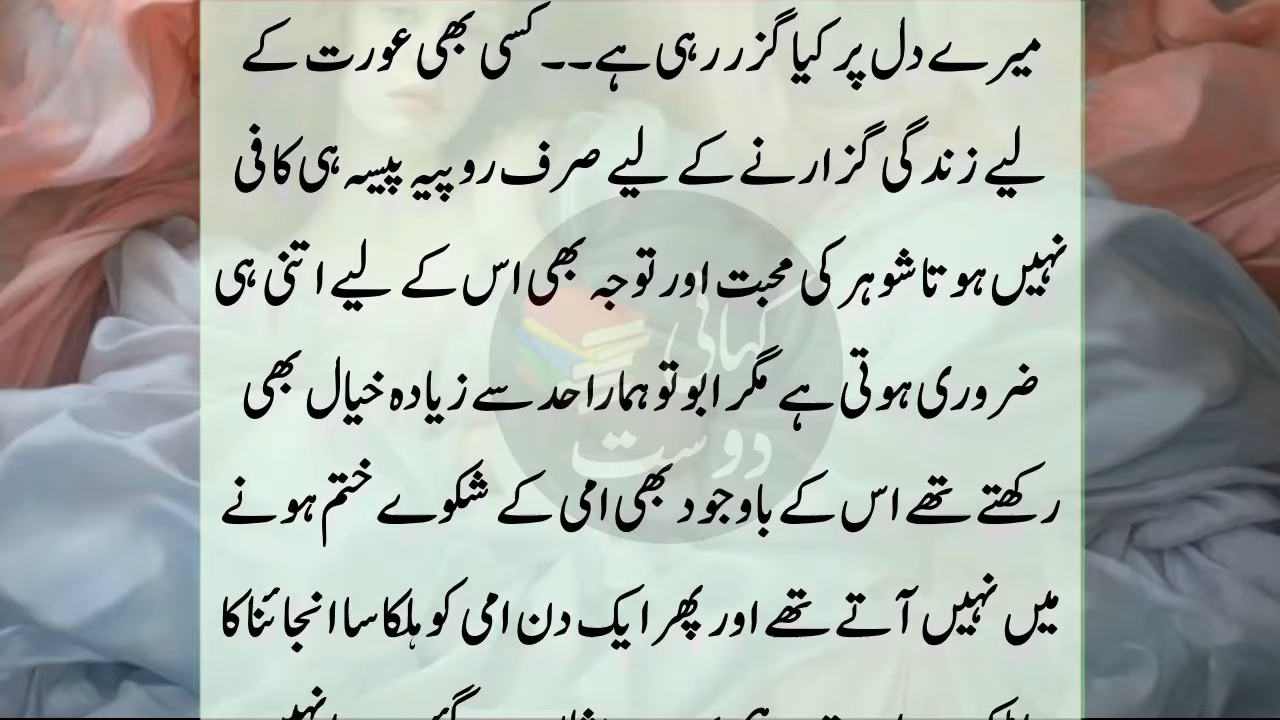 میرے دل پر کیا گزر رہی ہے۔۔ کسی بھی عورت کے
لیے زندگی گزارنے کے لیے صرف روپیہ پیسہ ہی کافی
نہیں ہوتا شوہر کی محبت اور توجہ بھی اس کے لیے اتنی ہی
ضروری ہوتی ہے مگر ابو تو ہمارا حد سے زیادہ خیال بھی
رکھتے تھے اس کے باوجود بھی امی کے شکوے ختم ہونے
میں نہیں آتے تھے اور پھر ایک دن امی کو ہلکا سا انجائنا کا
کہانی
دوست